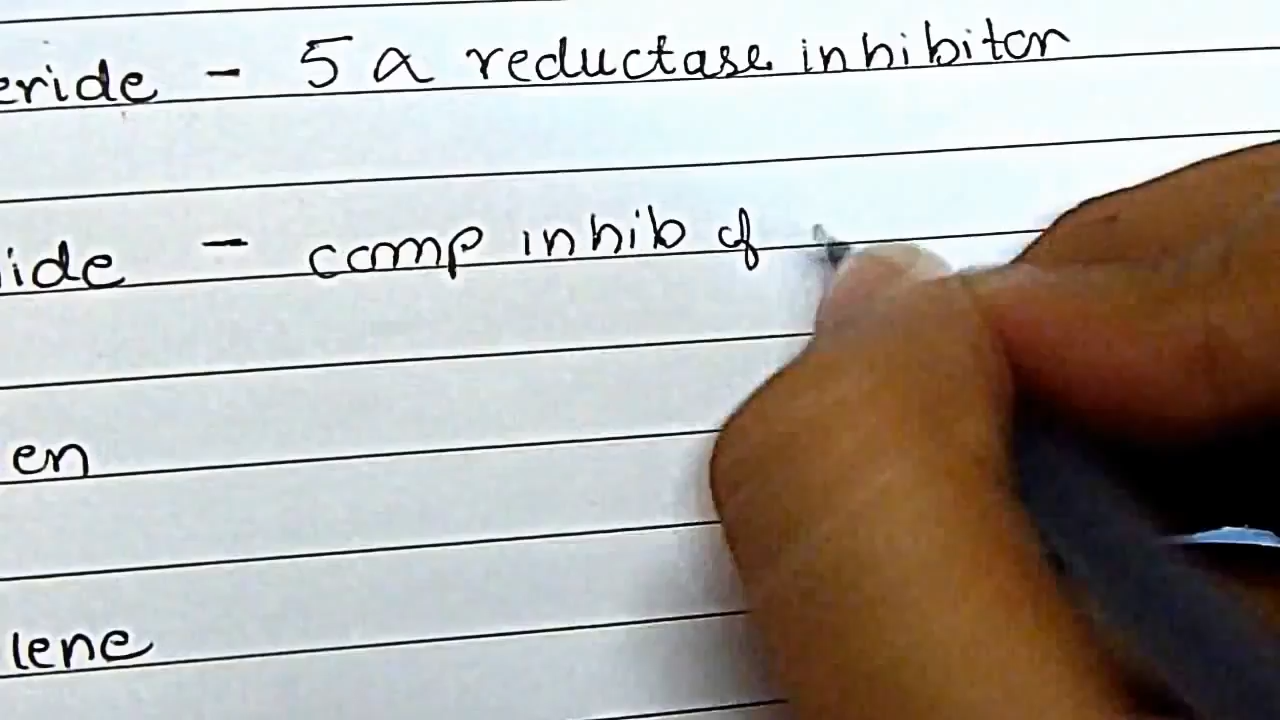 eride - 5 α reductase inhibitor
ide - comp inhib of
en
lene